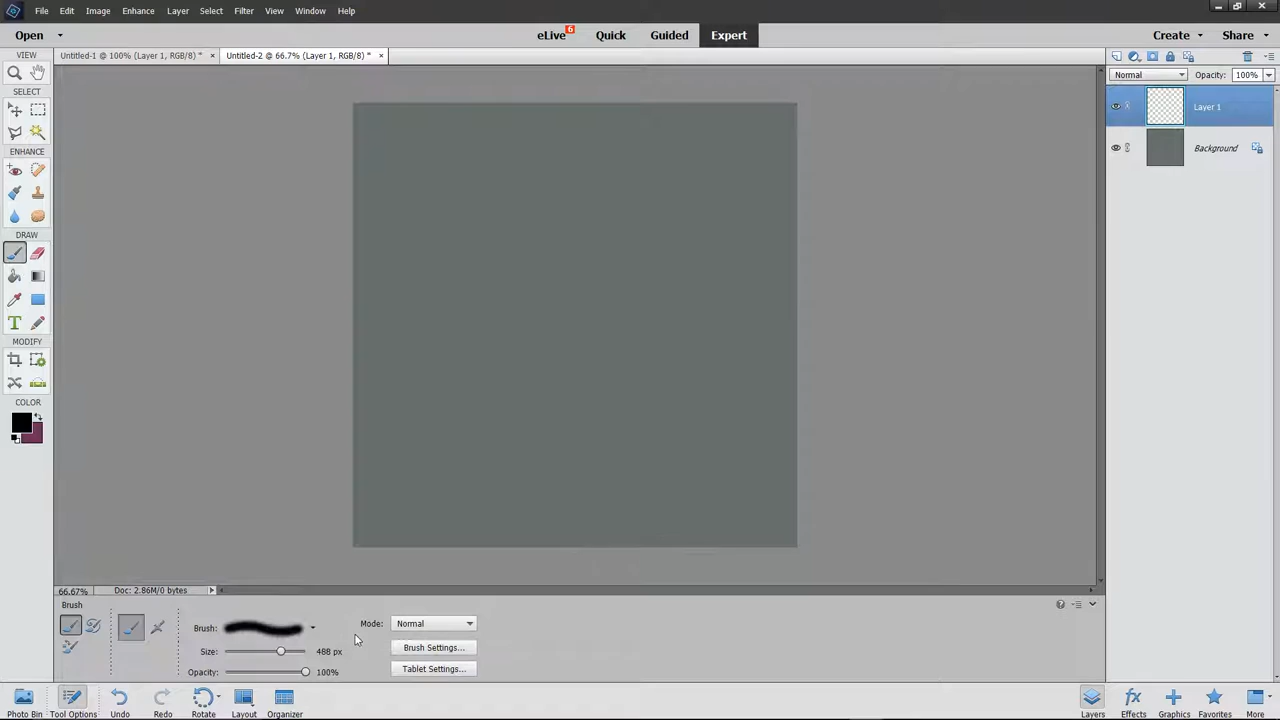 File Edit Image Enhance Layer Select Filter View Window Help
Open eLive 6 Quick Guided Expert Create Share
VIEW
Untitled-1 @ 100% (Layer 1, RGB/8) * × Untitled-2 @ 66.7% (Layer 1, RGB/8) * ×
Normal Opacity: 100%
SELECT
Layer 1
ENHANCE
Background
DRAW
T
MODIFY
COLOR
66.67% Doc: 2.86M/0 bytes
Brush
Brush: Mode: Normal
Size: 488 px Brush Settings...
Opacity: 100% Tablet Settings...
Photo Bin Tool Options Undo Redo Rotate Layout Organizer Layers Effects Graphics Favorites More